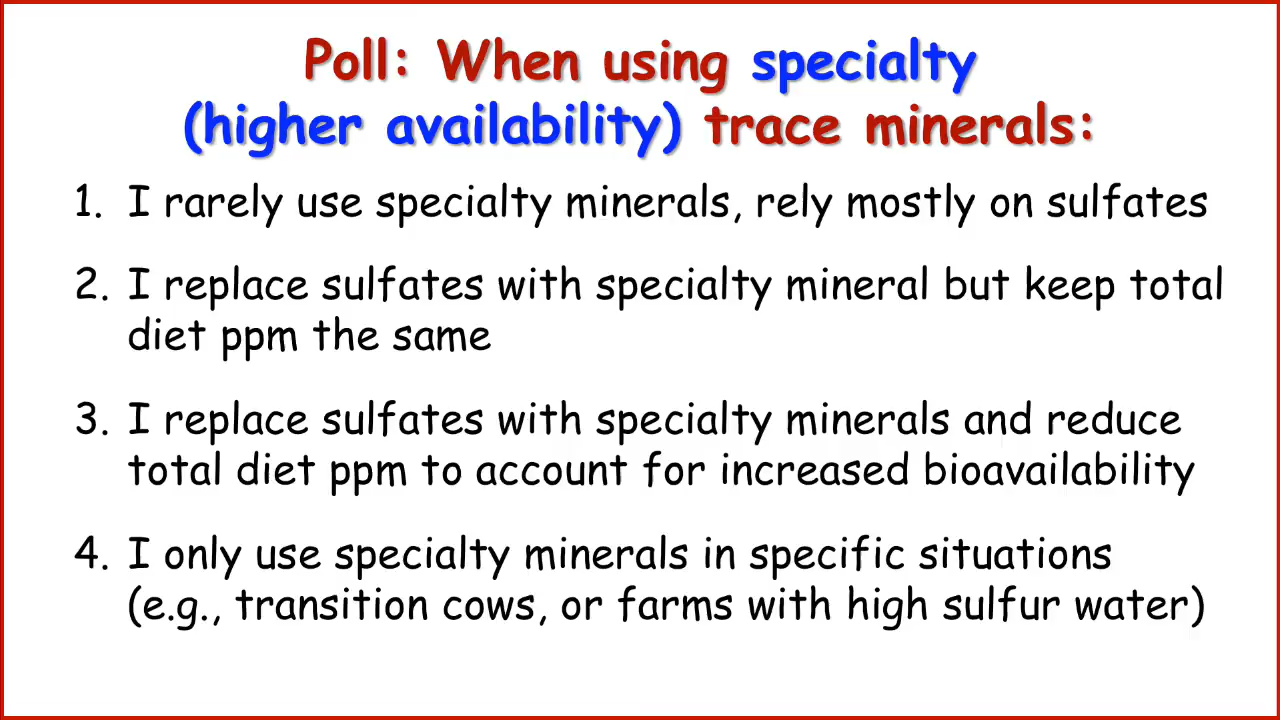 Poll: When using specialty
(higher availability) trace minerals:
1. I rarely use specialty minerals, rely mostly on sulfates
2. I replace sulfates with specialty mineral but keep total
diet ppm the same
3. I replace sulfates with specialty minerals and reduce
total diet ppm to account for increased bioavailability
4. I only use specialty minerals in specific situations
(e.g., transition cows, or farms with high sulfur water)